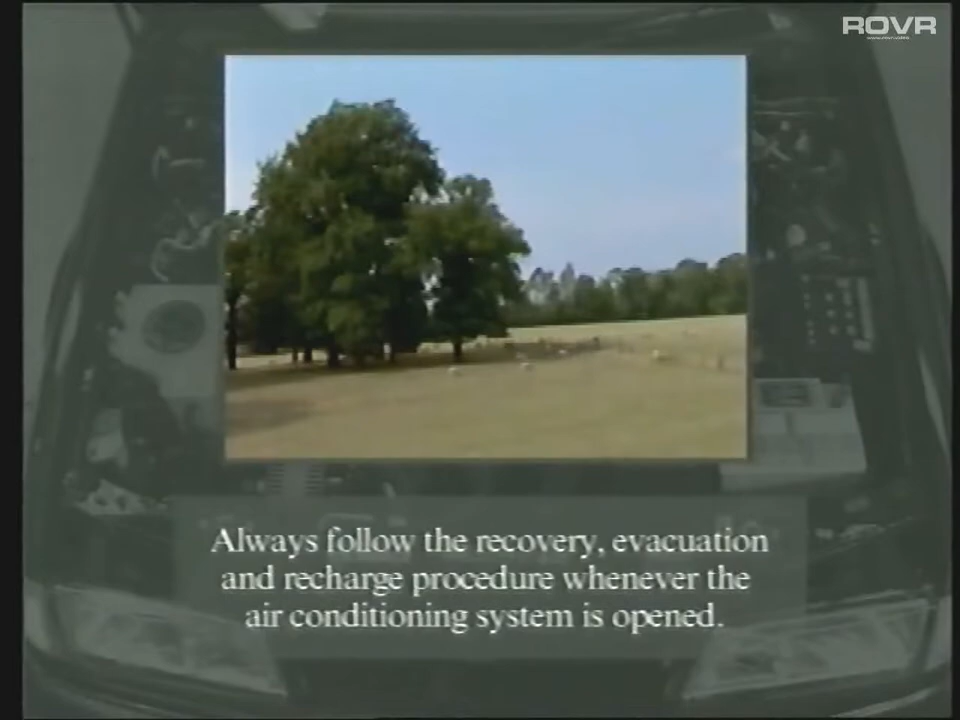 ROVR
Always follow the recovery, evacuation
and recharge procedure whenever the
air conditioning system is opened.